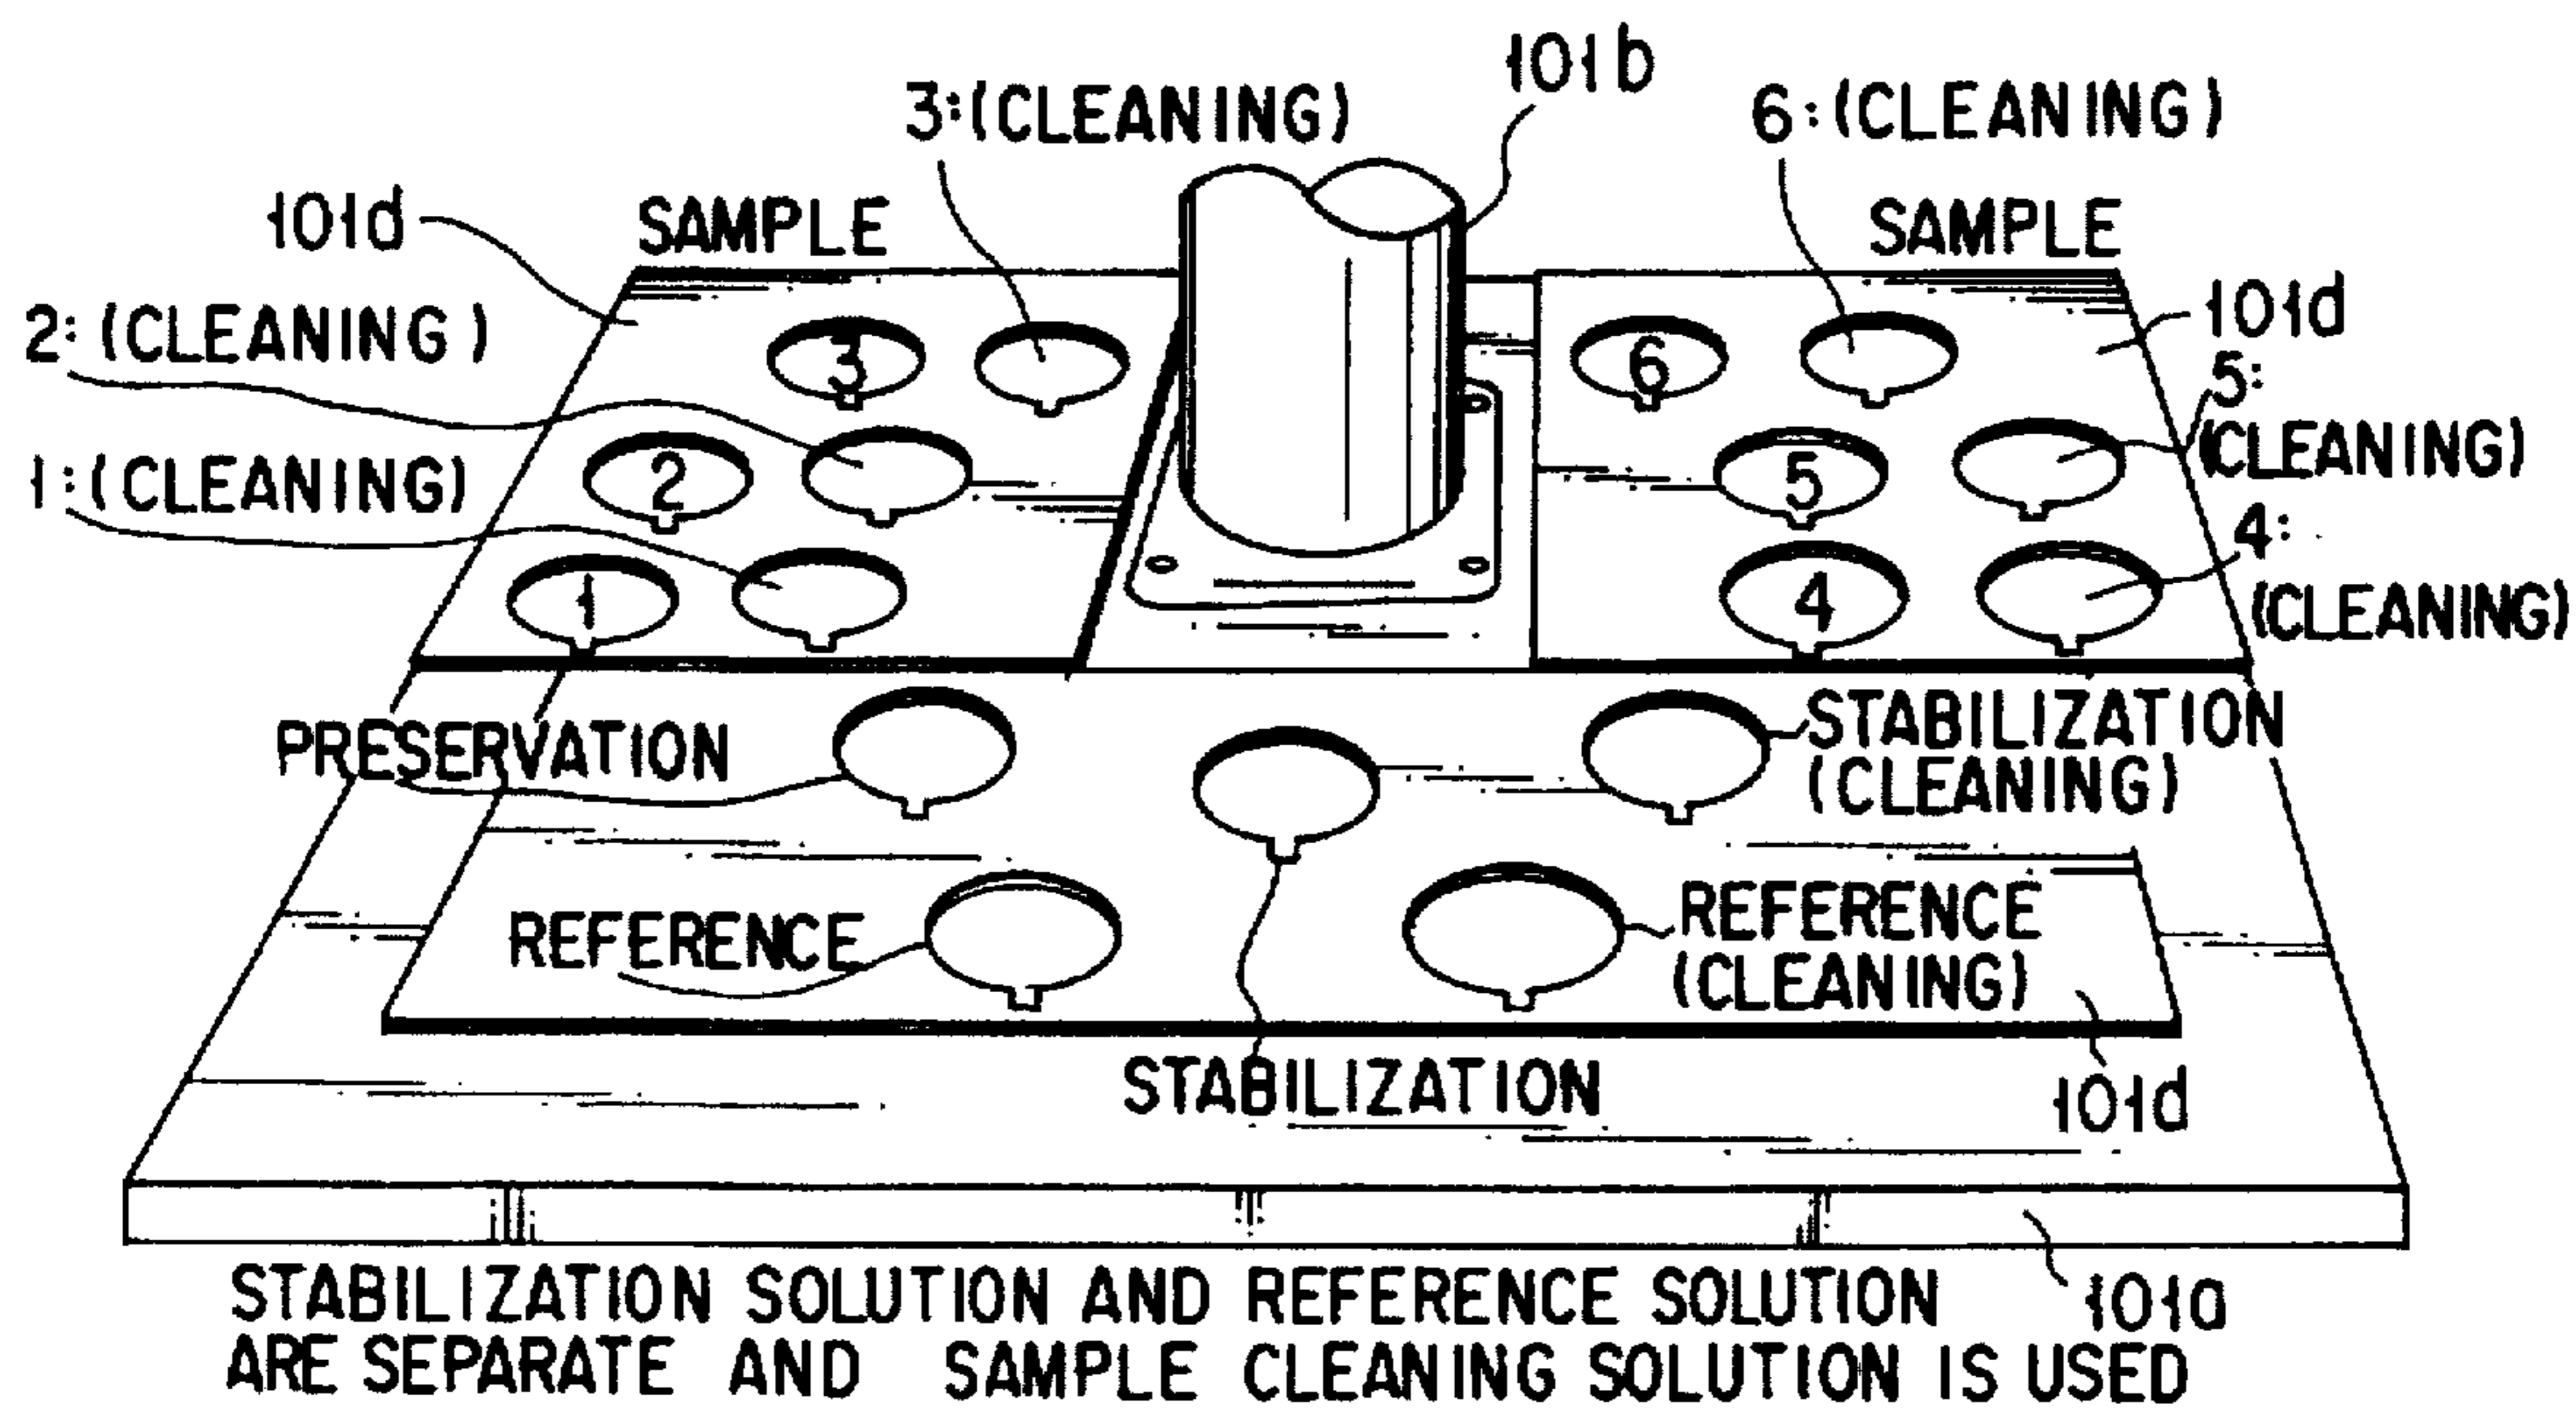 101b
3:(CLEANING)
6:(CLEANING)
101d
SAMPLE
SAMPLE
101d
2:(CLEANING)
3
6
5:
(CLEANING)
1:(CLEANING)
2
5
4:
(CLEANING)
1
4
PRESERVATION
STABILIZATION
(CLEANING)
REFERENCE
REFERENCE
(CLEANING)
STABILIZATION
101d
STABILIZATION SOLUTION AND REFERENCE SOLUTION
101a
ARE SEPARATE AND SAMPLE CLEANING SOLUTION IS USED